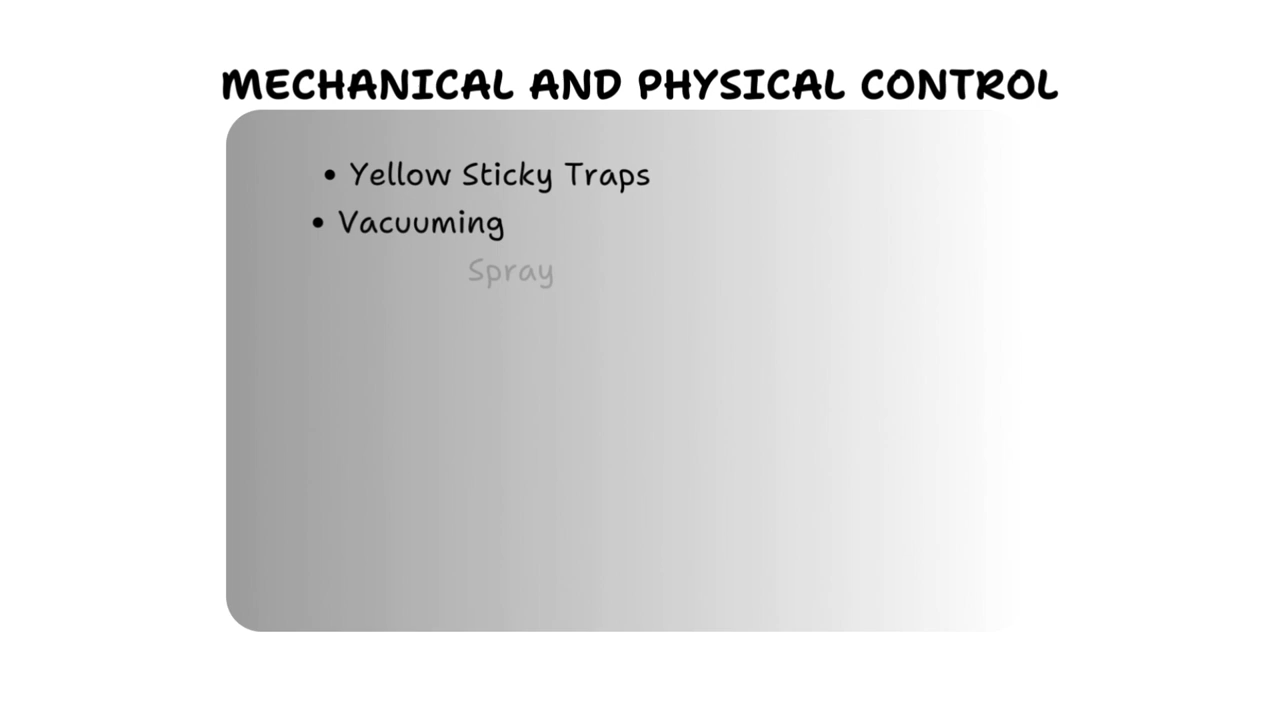 MECHANICAL AND PHYSICAL CONTROL
• Yellow Sticky Traps
• Vacuuming
Spray